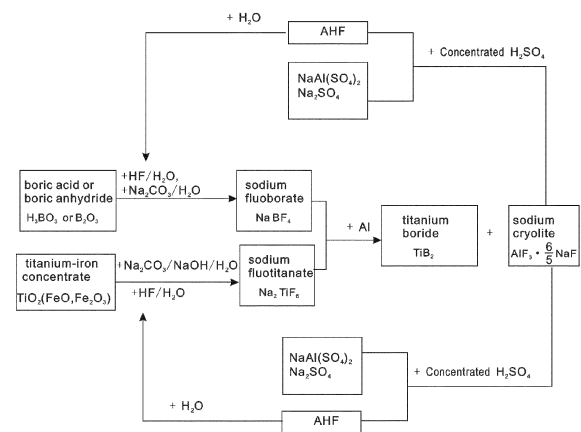 + H₂O
AHF
+ Concentrated H₂SO₄
NaAl(SO₄)₂
Na₂SO₄
+HF/H₂O,
+Na₂CO₃/H₂O
boric acid or
boric anhydride
H₃BO₃ or B₂O₃
sodium
fluoborate
NaBF₄
+ Al
titanium
boride
TiB₂
+
sodium
cryolite
AlF₃ • 6/5 NaF
titanium-iron
concentrate
TiO₂(FeO,Fe₂O₃)
+Na₂CO₃/NaOH/H₂O
+HF/H₂O
sodium
fluotitanate
Na₂ TiF₆
NaAl(SO₄)₂
Na₂SO₄
+ Concentrated H₂SO₄
+ H₂O
AHF